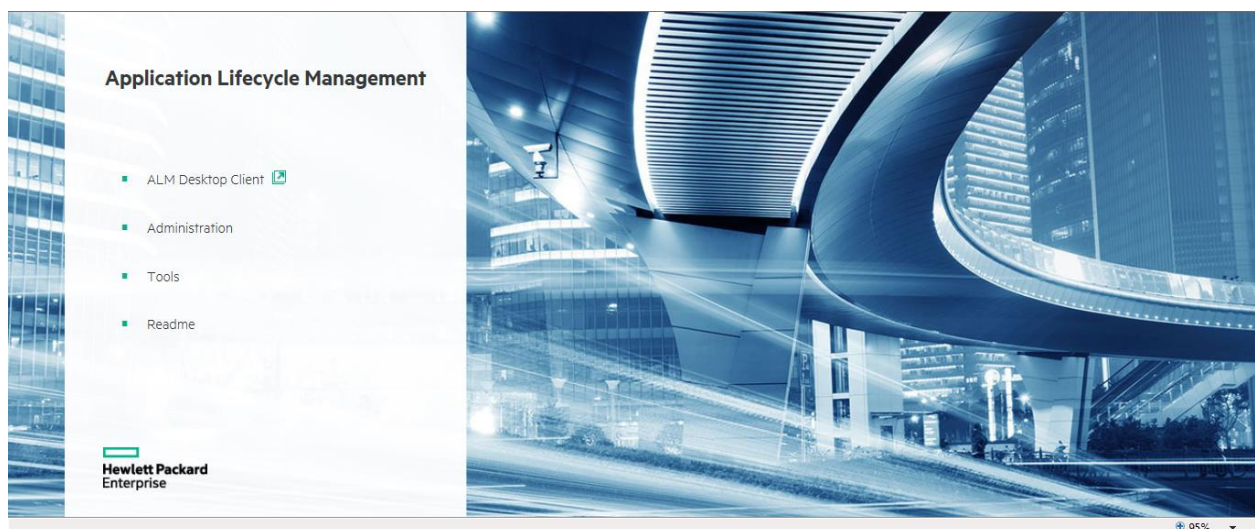 Application Lifecycle Management
ALM Desktop Client
Administration
Tools
Readme
Hewlett Packard
Enterprise
95%